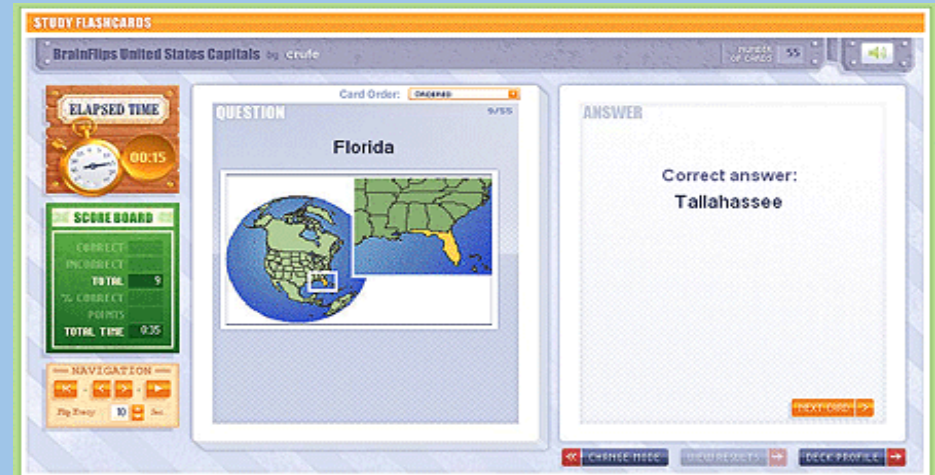 STUDY FLASHCARDS
BrainFlips United States Capitals by crufe
NUMBER OF CARDS 55
ELAPSED TIME
00:15
SCORE BOARD
CORRECT
INCORRECT
TOTAL 9
% CORRECT
POINTS
TOTAL TIME 0:35
NAVIGATION
Flip Every 10 Sec.
Card Order: ORDERED
QUESTION 9/55
Florida
ANSWER
Correct answer:
Tallahassee
NEXT CARD
CHANGE MODE VIEW RESULTS DECK PROFILE